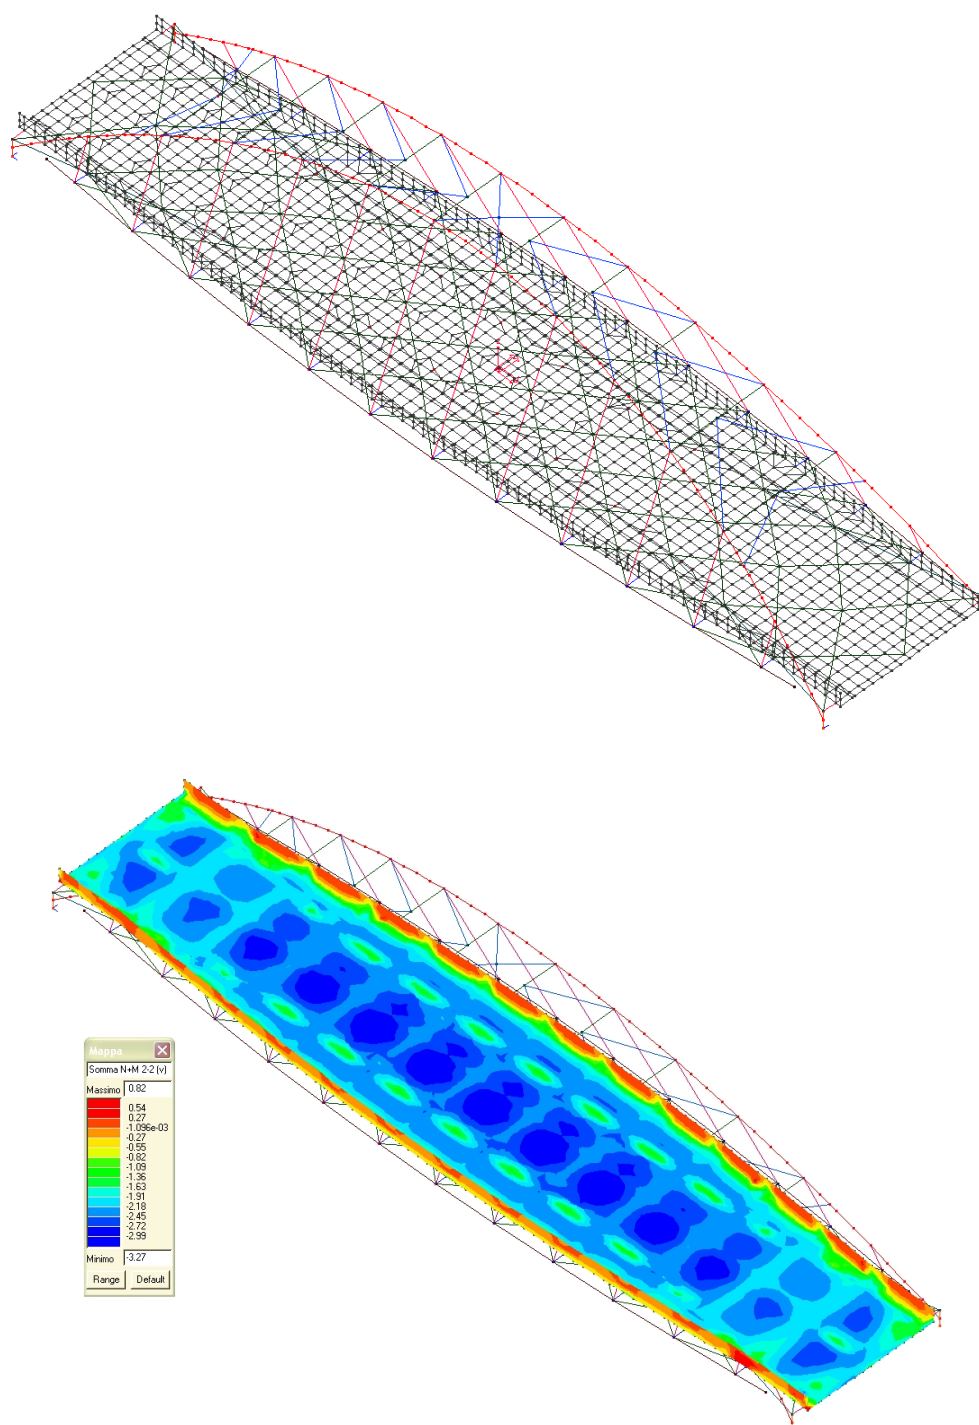 Mappa
Somma N+M 2-2 (v)
Massimo 0.82
0.54
0.27
-1.096e-03
-0.27
-0.55
-0.82
-1.09
-1.36
-1.63
-1.91
-2.18
-2.45
-2.72
-2.99
Minimo -3.27
Range Default